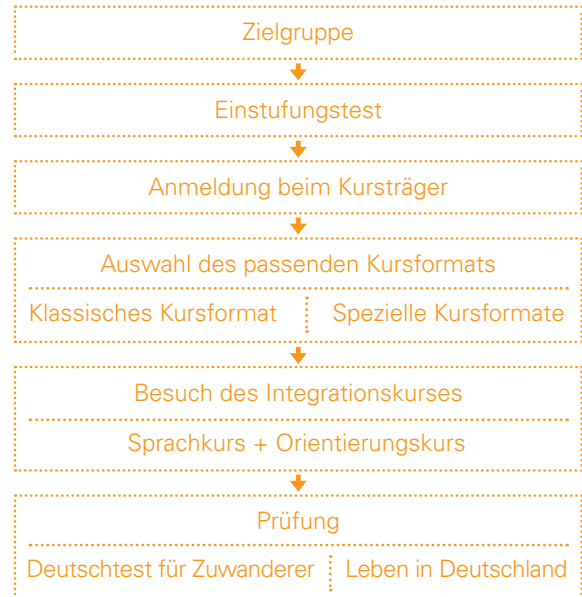 Zielgruppe
Einstufungstest
Anmeldung beim Kursträger
Auswahl des passenden Kursformats
Klassisches Kursformat
Spezielle Kursformate
Besuch des Integrationskurses
Sprachkurs + Orientierungskurs
Prüfung
Deutschtest für Zuwanderer
Leben in Deutschland